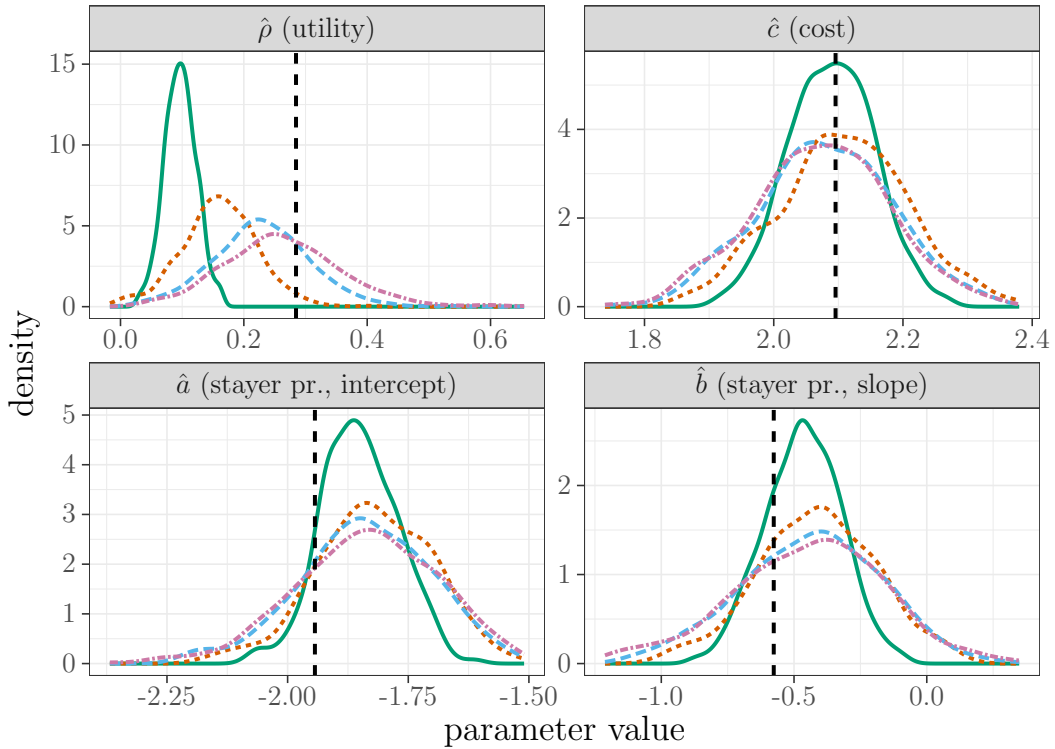 ρ̂ (utility)
ĉ (cost)
15
10
5
0
0.0 0.2 0.4 0.6
4
2
0
1.8 2.0 2.2 2.4
density
â (stayer pr., intercept)
b̂ (stayer pr., slope)
5
4
3
2
1
0
-2.25 -2.00 -1.75 -1.50
2
1
0
-1.0 -0.5 0.0
parameter value